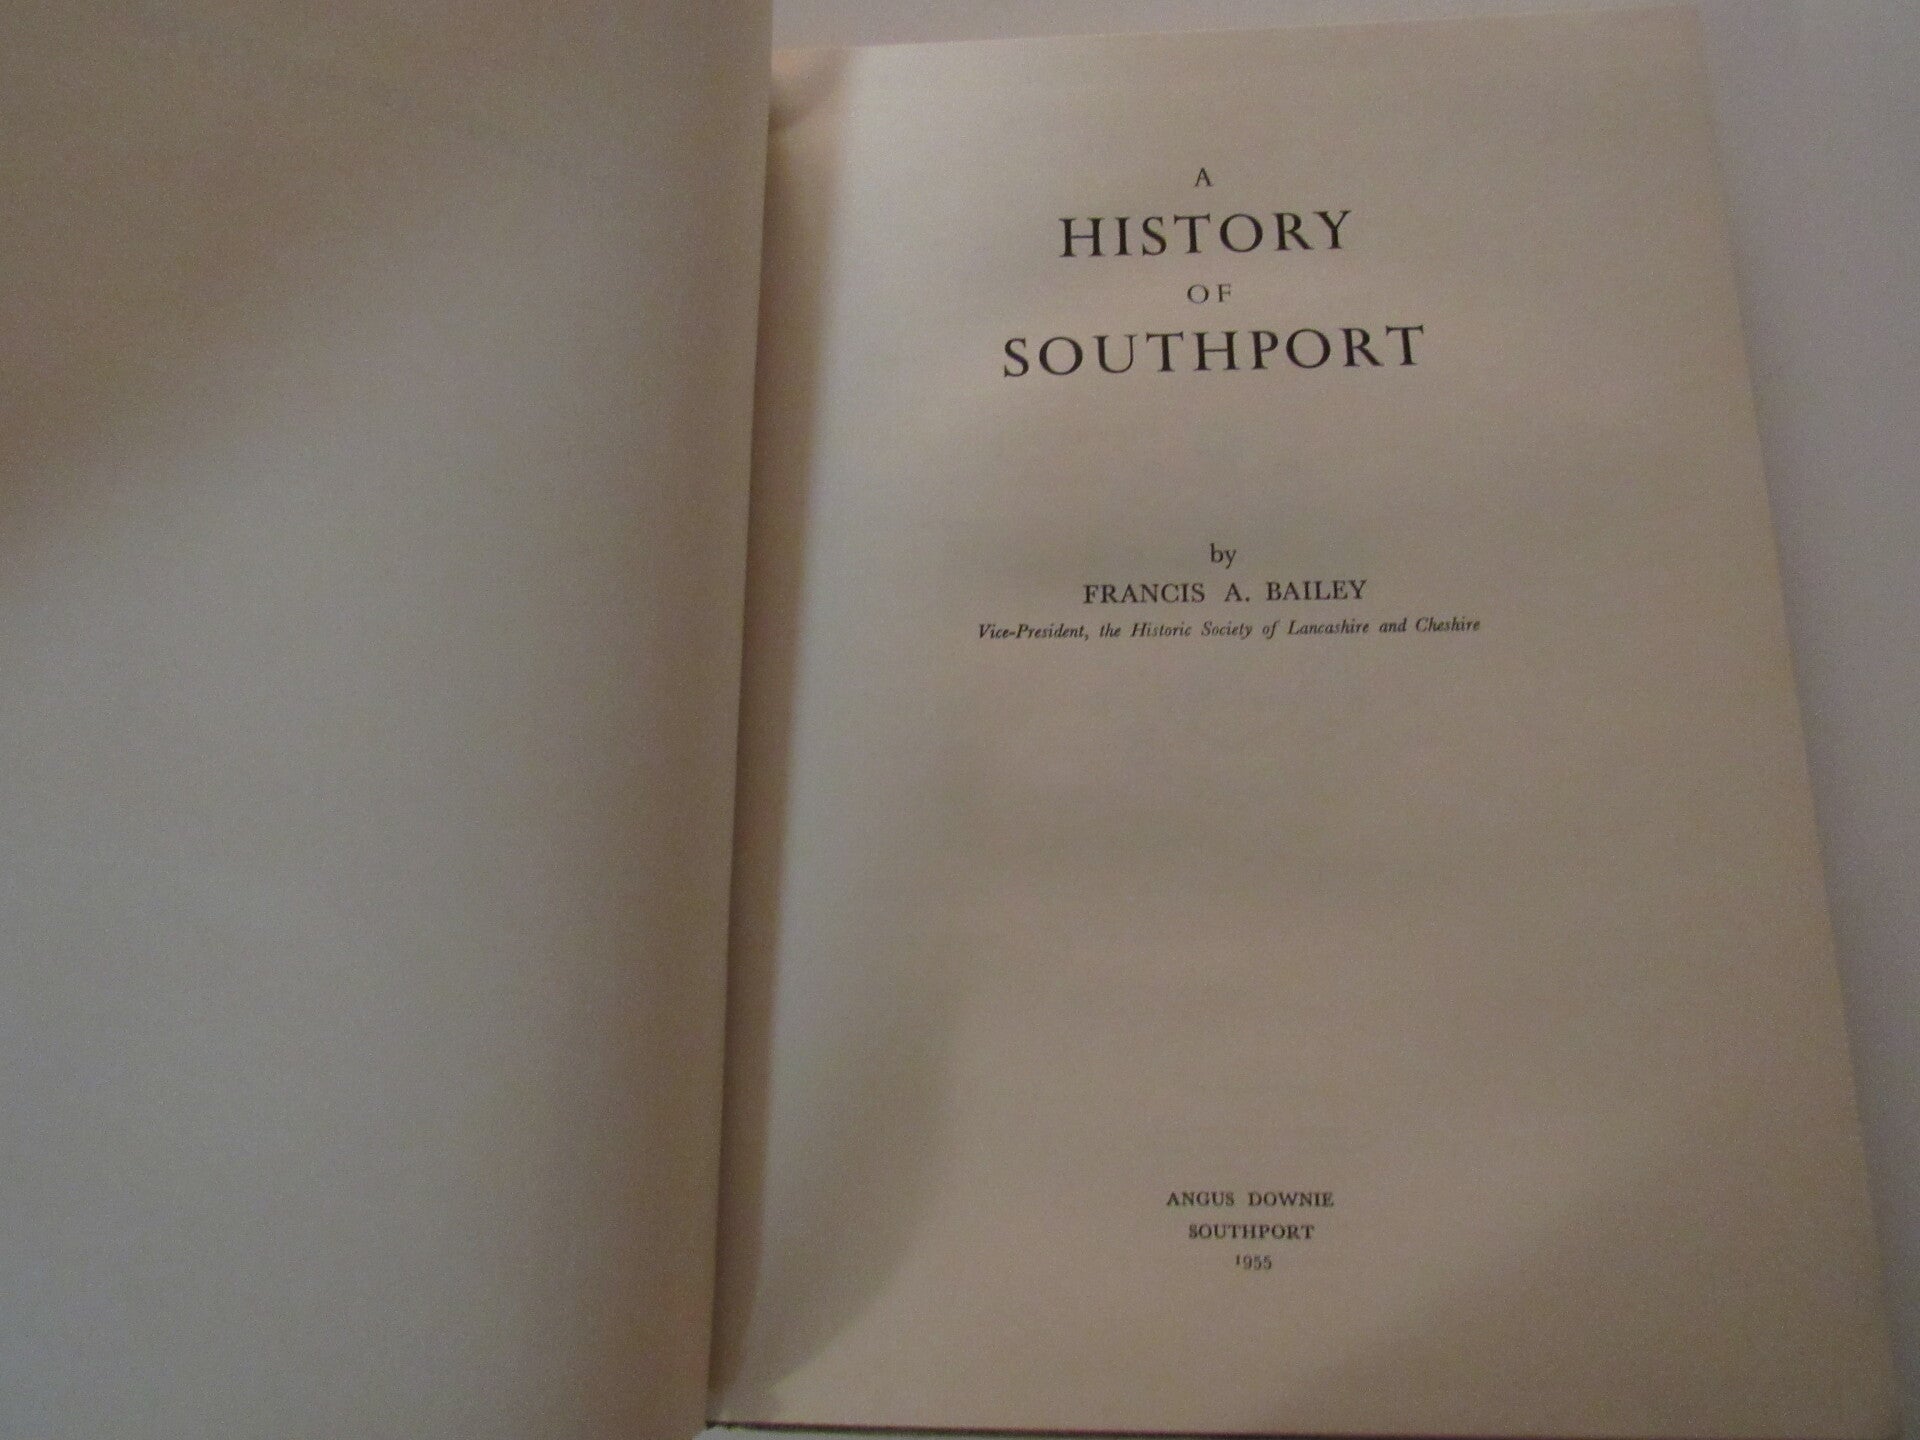 A
HISTORY
OF
SOUTHPORT
by
FRANCIS A. BAILEY
Vice-President, the Historic Society of Lancashire and Cheshire
ANGUS DOWNIE
SOUTHPORT
1955